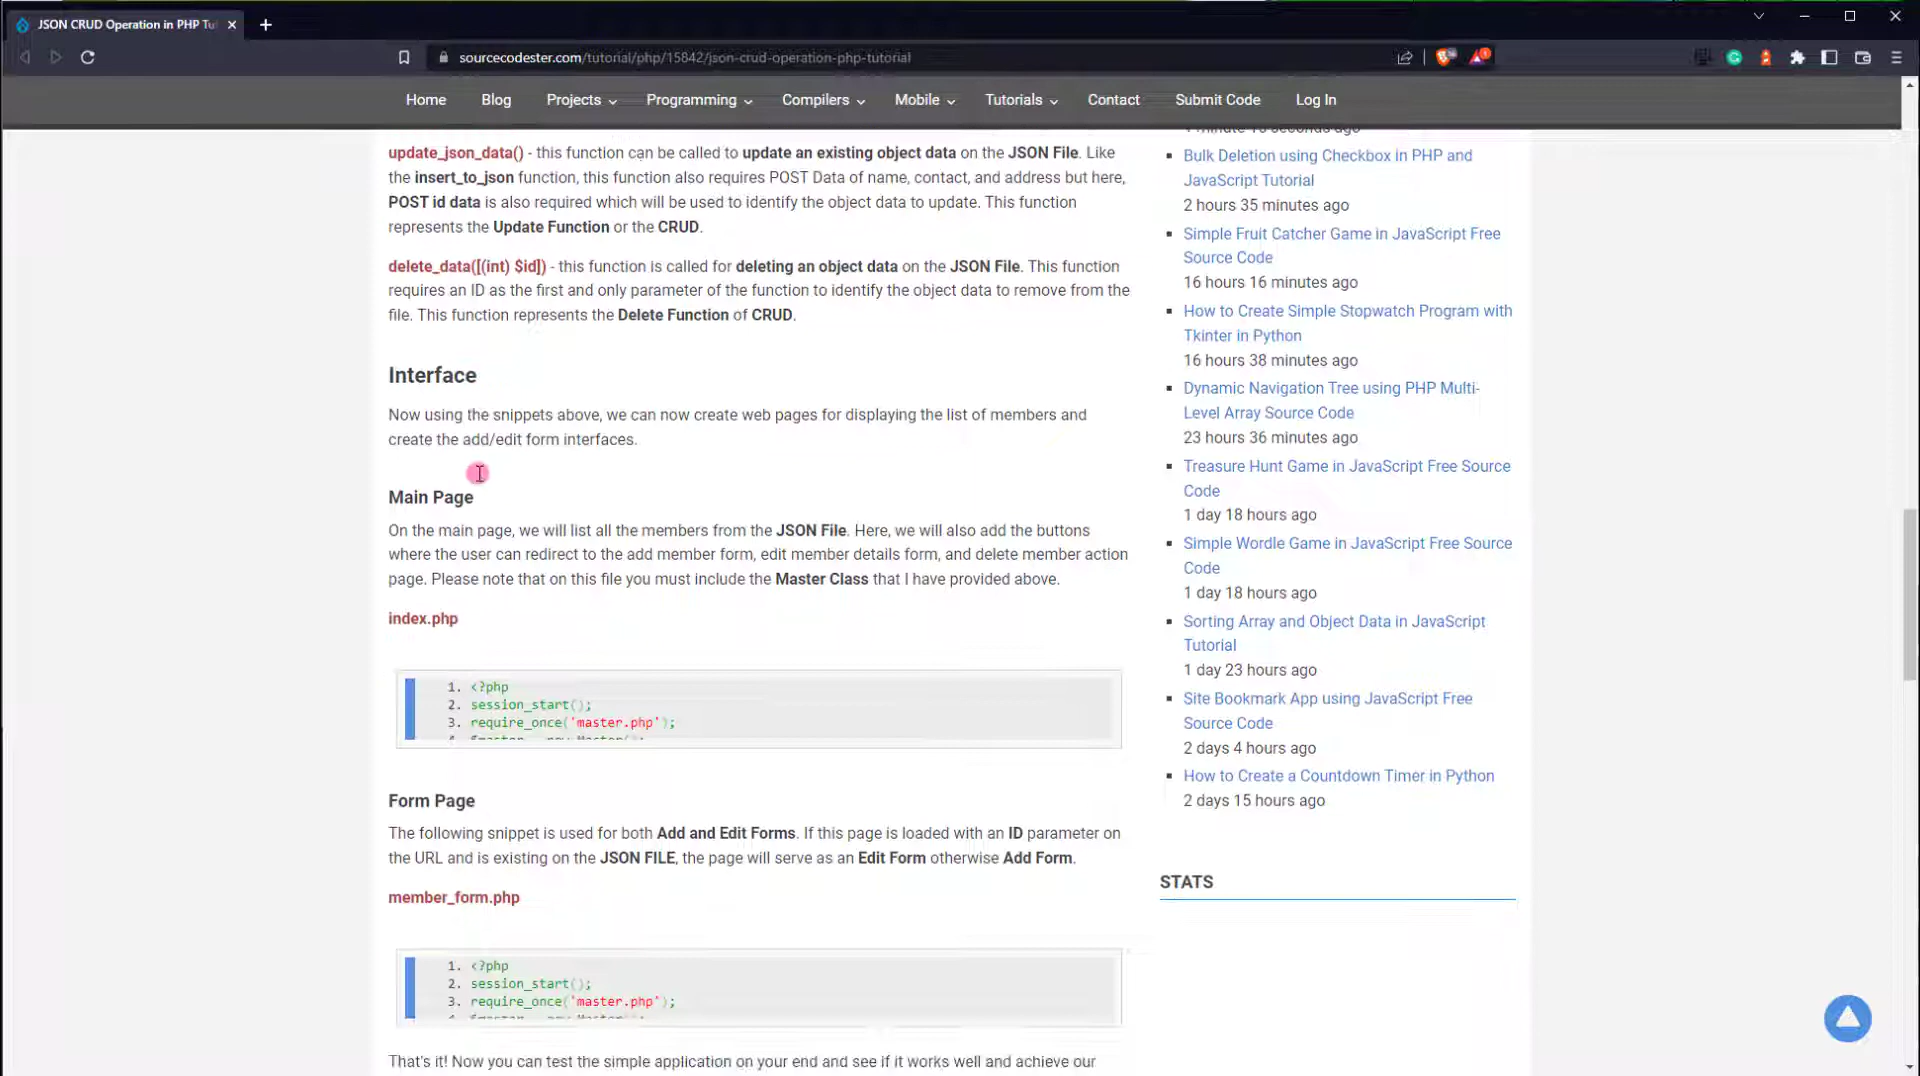 JSON CRUD Operation in PHP Tu
sourcecodester.com/tutorial/php/15842/json-crud-operation-php-tutorial
Home Blog Projects Programming Compilers Mobile Tutorials Contact Submit Code Log In
update_json_data() - this function can be called to update an existing object data on the JSON File. Like
the insert_to_json function, this function also requires POST Data of name, contact, and address but here,
POST id data is also required which will be used to identify the object data to update. This function
represents the Update Function or the CRUD.
delete_data([(int) $id]) - this function is called for deleting an object data on the JSON File. This function
requires an ID as the first and only parameter of the function to identify the object data to remove from the
file. This function represents the Delete Function of CRUD.
Interface
Now using the snippets above, we can now create web pages for displaying the list of members and
create the add/edit form interfaces.
Main Page
On the main page, we will list all the members from the JSON File. Here, we will also add the buttons
where the user can redirect to the add member form, edit member details form, and delete member action
page. Please note that on this file you must include the Master Class that I have provided above.
index.php
1. <?php
2. session_start();
3. require_once('master.php');
4. $master = new Master();
Form Page
The following snippet is used for both Add and Edit Forms. If this page is loaded with an ID parameter on
the URL and is existing on the JSON FILE, the page will serve as an Edit Form otherwise Add Form.
member_form.php
1. <?php
2. session_start();
3. require_once('master.php');
4. $master = new Master();
That's it! Now you can test the simple application on your end and see if it works well and achieve our
1 minute 16 seconds ago
Bulk Deletion using Checkbox in PHP and
JavaScript Tutorial
2 hours 35 minutes ago
Simple Fruit Catcher Game in JavaScript Free
Source Code
16 hours 16 minutes ago
How to Create Simple Stopwatch Program with
Tkinter in Python
16 hours 38 minutes ago
Dynamic Navigation Tree using PHP Multi-
Level Array Source Code
23 hours 36 minutes ago
Treasure Hunt Game in JavaScript Free Source
Code
1 day 18 hours ago
Simple Wordle Game in JavaScript Free Source
Code
1 day 18 hours ago
Sorting Array and Object Data in JavaScript
Tutorial
1 day 23 hours ago
Site Bookmark App using JavaScript Free
Source Code
2 days 4 hours ago
How to Create a Countdown Timer in Python
2 days 15 hours ago
STATS